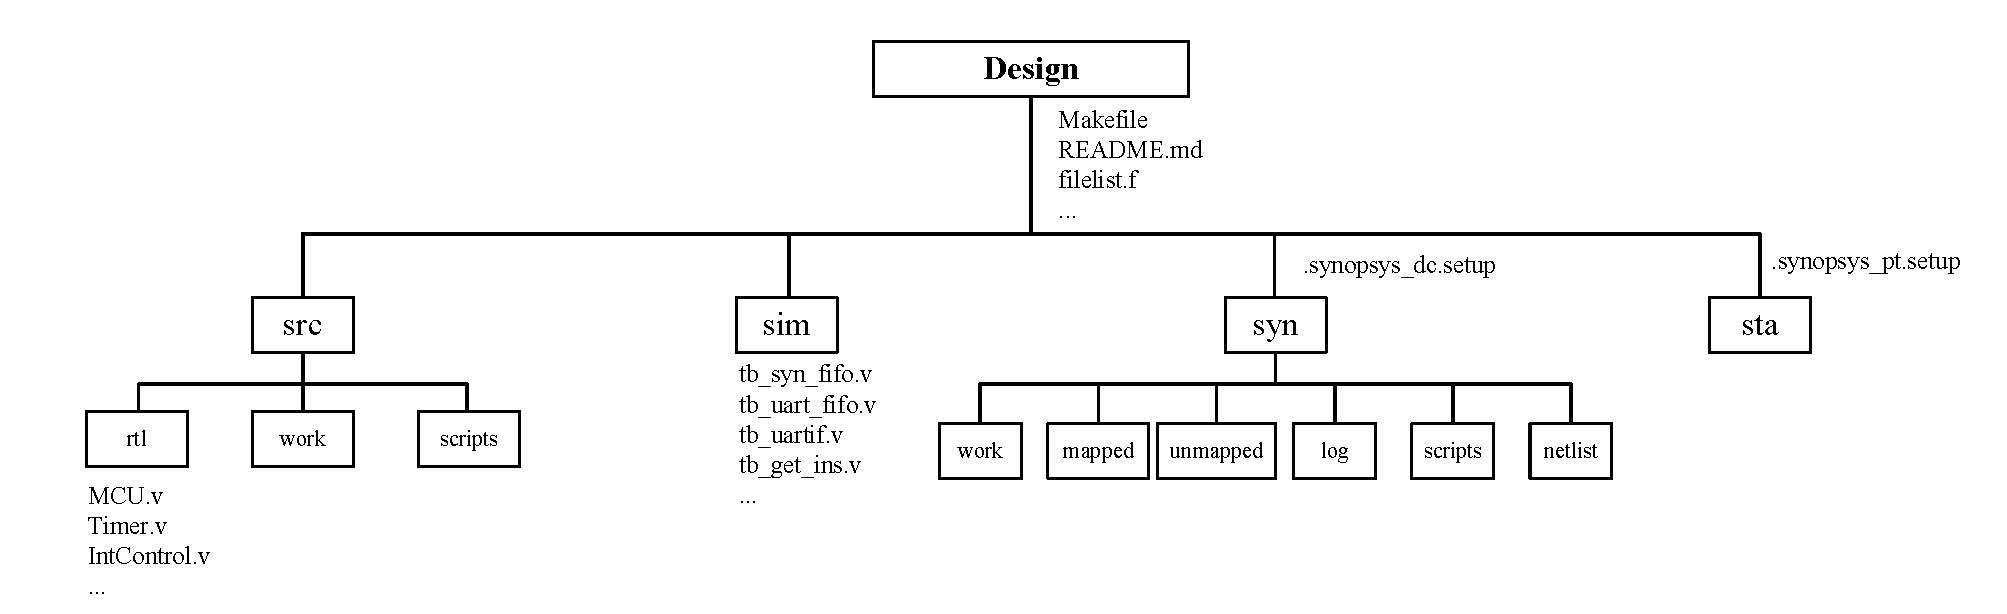 Design
Makefile
README.md
filelist.f
...
.synopsys_dc.setup
.synopsys_pt.setup
src
sim
syn
sta
tb_syn_fifo.v
tb_uart_fifo.v
tb_uartif.v
tb_get_ins.v
...
rtl
work
scripts
work
mapped
unmapped
log
scripts
netlist
MCU.v
Timer.v
IntControl.v
...